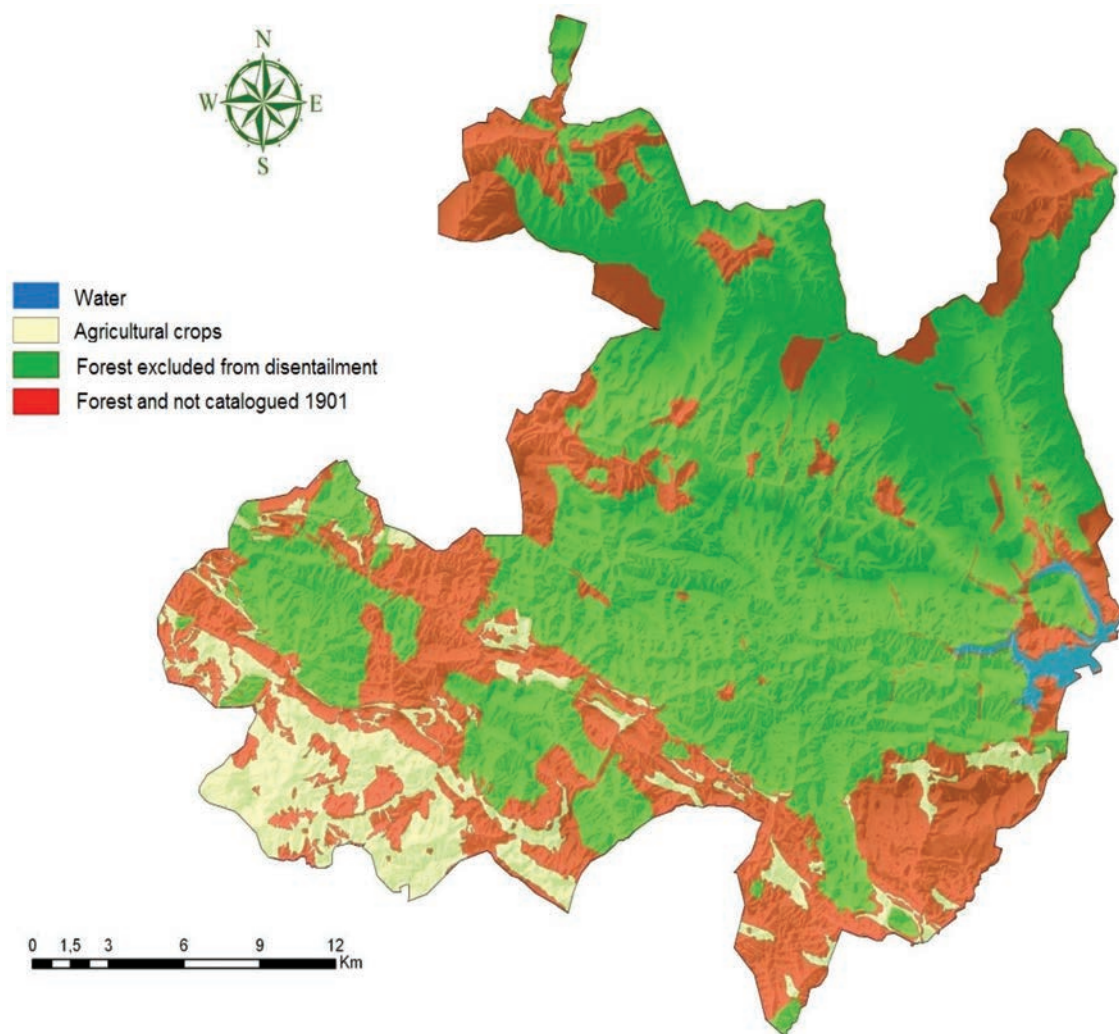 N
W E
S
Water
Agricultural crops
Forest excluded from disentailment
Forest and not catalogued 1901
0 1,5 3 6 9 12
Km